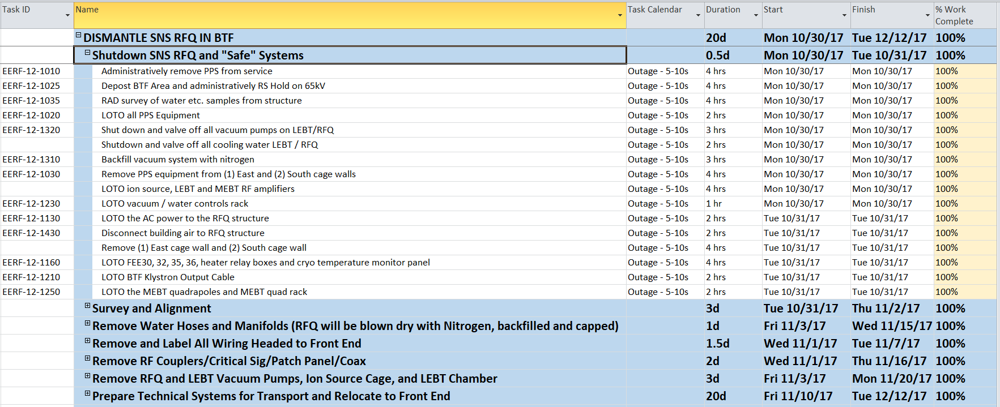 Task ID Name Task Calendar Duration Start Finish % Work Complete
DISMANTLE SNS RFQ IN BTF 20d Mon 10/30/17 Tue 12/12/17 100%
Shutdown SNS RFQ and "Safe" Systems 0.5d Mon 10/30/17 Tue 10/31/17 100%
EERF-12-1010 Administratively remove PPS from service Outage - 5-10s 4 hrs Mon 10/30/17 Mon 10/30/17 100%
EERF-12-1025 Depost BTF Area and administratively RS Hold on 65kV Outage - 5-10s 4 hrs Mon 10/30/17 Mon 10/30/17 100%
EERF-12-1035 RAD survey of water etc. samples from structure Outage - 5-10s 4 hrs Mon 10/30/17 Mon 10/30/17 100%
EERF-12-1020 LOTO all PPS Equipment Outage - 5-10s 2 hrs Mon 10/30/17 Mon 10/30/17 100%
EERF-12-1320 Shut down and valve off all vacuum pumps on LEBT/RFQ Outage - 5-10s 3 hrs Mon 10/30/17 Mon 10/30/17 100%
Shutdown and valve off all cooling water LEBT / RFQ Outage - 5-10s 2 hrs Mon 10/30/17 Mon 10/30/17 100%
EERF-12-1310 Backfill vacuum system with nitrogen Outage - 5-10s 3 hrs Mon 10/30/17 Mon 10/30/17 100%
EERF-12-1030 Remove PPS equipment from (1) East and (2) South cage walls Outage - 5-10s 4 hrs Mon 10/30/17 Mon 10/30/17 100%
LOTO ion source, LEBT and MEBT RF amplifiers Outage - 5-10s 4 hrs Mon 10/30/17 Mon 10/30/17 100%
EERF-12-1230 LOTO vacuum / water controls rack Outage - 5-10s 1 hr Mon 10/30/17 Mon 10/30/17 100%
EERF-12-1130 LOTO the AC power to the RFQ structure Outage - 5-10s 2 hrs Tue 10/31/17 Tue 10/31/17 100%
EERF-12-1430 Disconnect building air to RFQ structure Outage - 5-10s 2 hrs Tue 10/31/17 Tue 10/31/17 100%
Remove (1) East cage wall and (2) South cage wall Outage - 5-10s 4 hrs Tue 10/31/17 Tue 10/31/17 100%
EERF-12-1160 LOTO FEE30, 32, 35, 36, heater relay boxes and cryo temperature monitor panel Outage - 5-10s 4 hrs Tue 10/31/17 Tue 10/31/17 100%
EERF-12-1210 LOTO BTF Klystron Output Cable Outage - 5-10s 2 hrs Tue 10/31/17 Tue 10/31/17 100%
EERF-12-1250 LOTO the MEBT quadrapoles and MEBT quad rack Outage - 5-10s 2 hrs Tue 10/31/17 Tue 10/31/17 100%
Survey and Alignment 3d Tue 10/31/17 Thu 11/2/17 100%
Remove Water Hoses and Manifolds (RFQ will be blown dry with Nitrogen, backfilled and capped) 1d Fri 11/3/17 Wed 11/15/17 100%
Remove and Label All Wiring Headed to Front End 1.5d Wed 11/1/17 Tue 11/7/17 100%
Remove RF Couplers/Critical Sig/Patch Panel/Coax 2d Wed 11/1/17 Thu 11/16/17 100%
Remove RFQ and LEBT Vacuum Pumps, Ion Source Cage, and LEBT Chamber 3d Fri 11/3/17 Mon 11/20/17 100%
Prepare Technical Systems for Transport and Relocate to Front End 20d Fri 11/10/17 Tue 12/12/17 100%